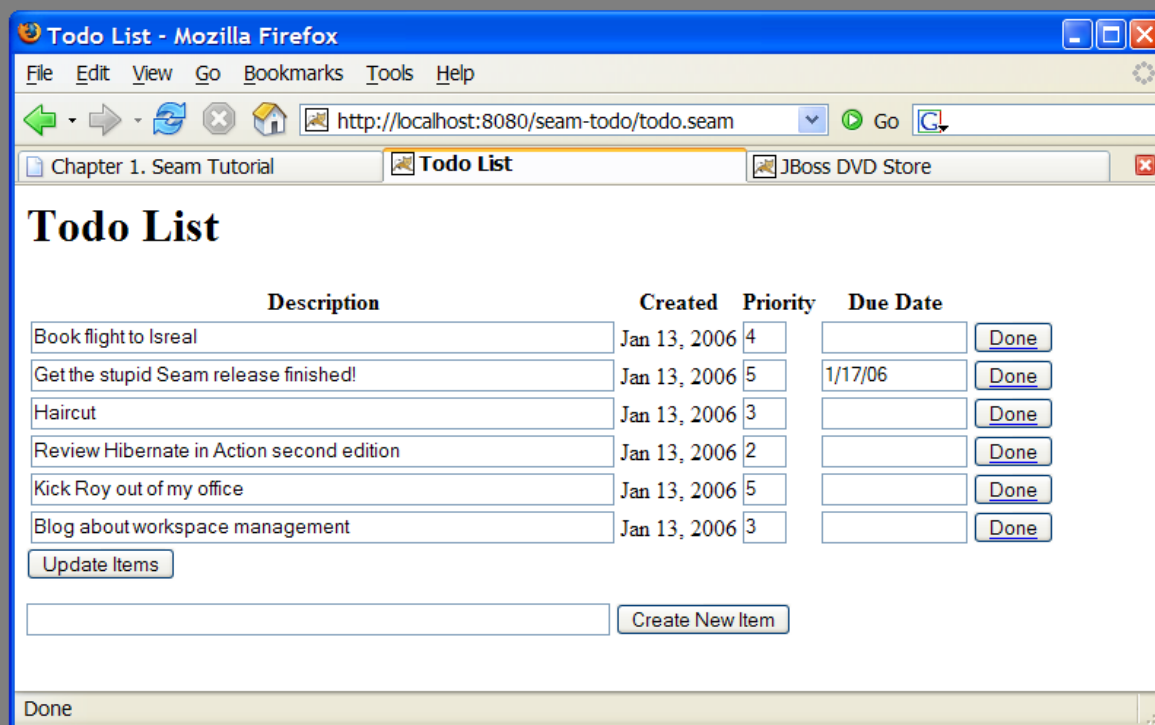 Todo List - Mozilla Firefox
File Edit View Go Bookmarks Tools Help
http://localhost:8080/seam-todo/todo.seam Go G
Chapter 1. Seam Tutorial Todo List JBoss DVD Store
Todo List
Description Created Priority Due Date
Book flight to Isreal Jan 13, 2006 4 Done
Get the stupid Seam release finished! Jan 13, 2006 5 1/17/06 Done
Haircut Jan 13, 2006 3 Done
Review Hibernate in Action second edition Jan 13, 2006 2 Done
Kick Roy out of my office Jan 13, 2006 5 Done
Blog about workspace management Jan 13, 2006 3 Done
Update Items
Create New Item
Done